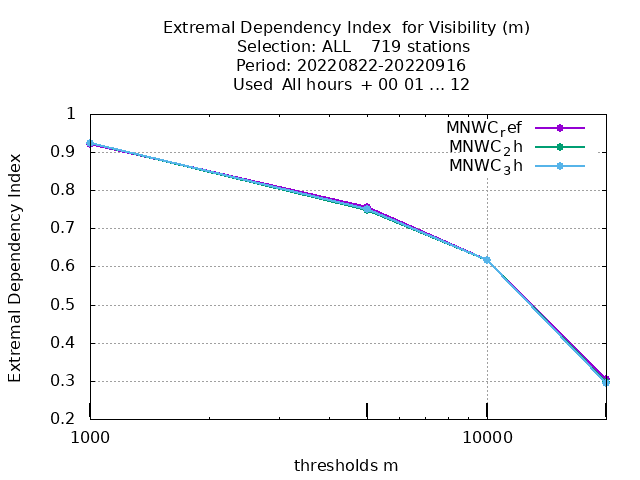 Extremal Dependency Index  for Visibility (m)
Selection: ALL    719 stations
Period: 20220822-20220916
Used  All hours  + 00 01 ... 12
MNWC_ref
MNWC_2h
MNWC_3h
1
0.9
0.8
0.7
0.6
0.5
0.4
0.3
0.2
Extremal Dependency Index
1000
10000
thresholds m